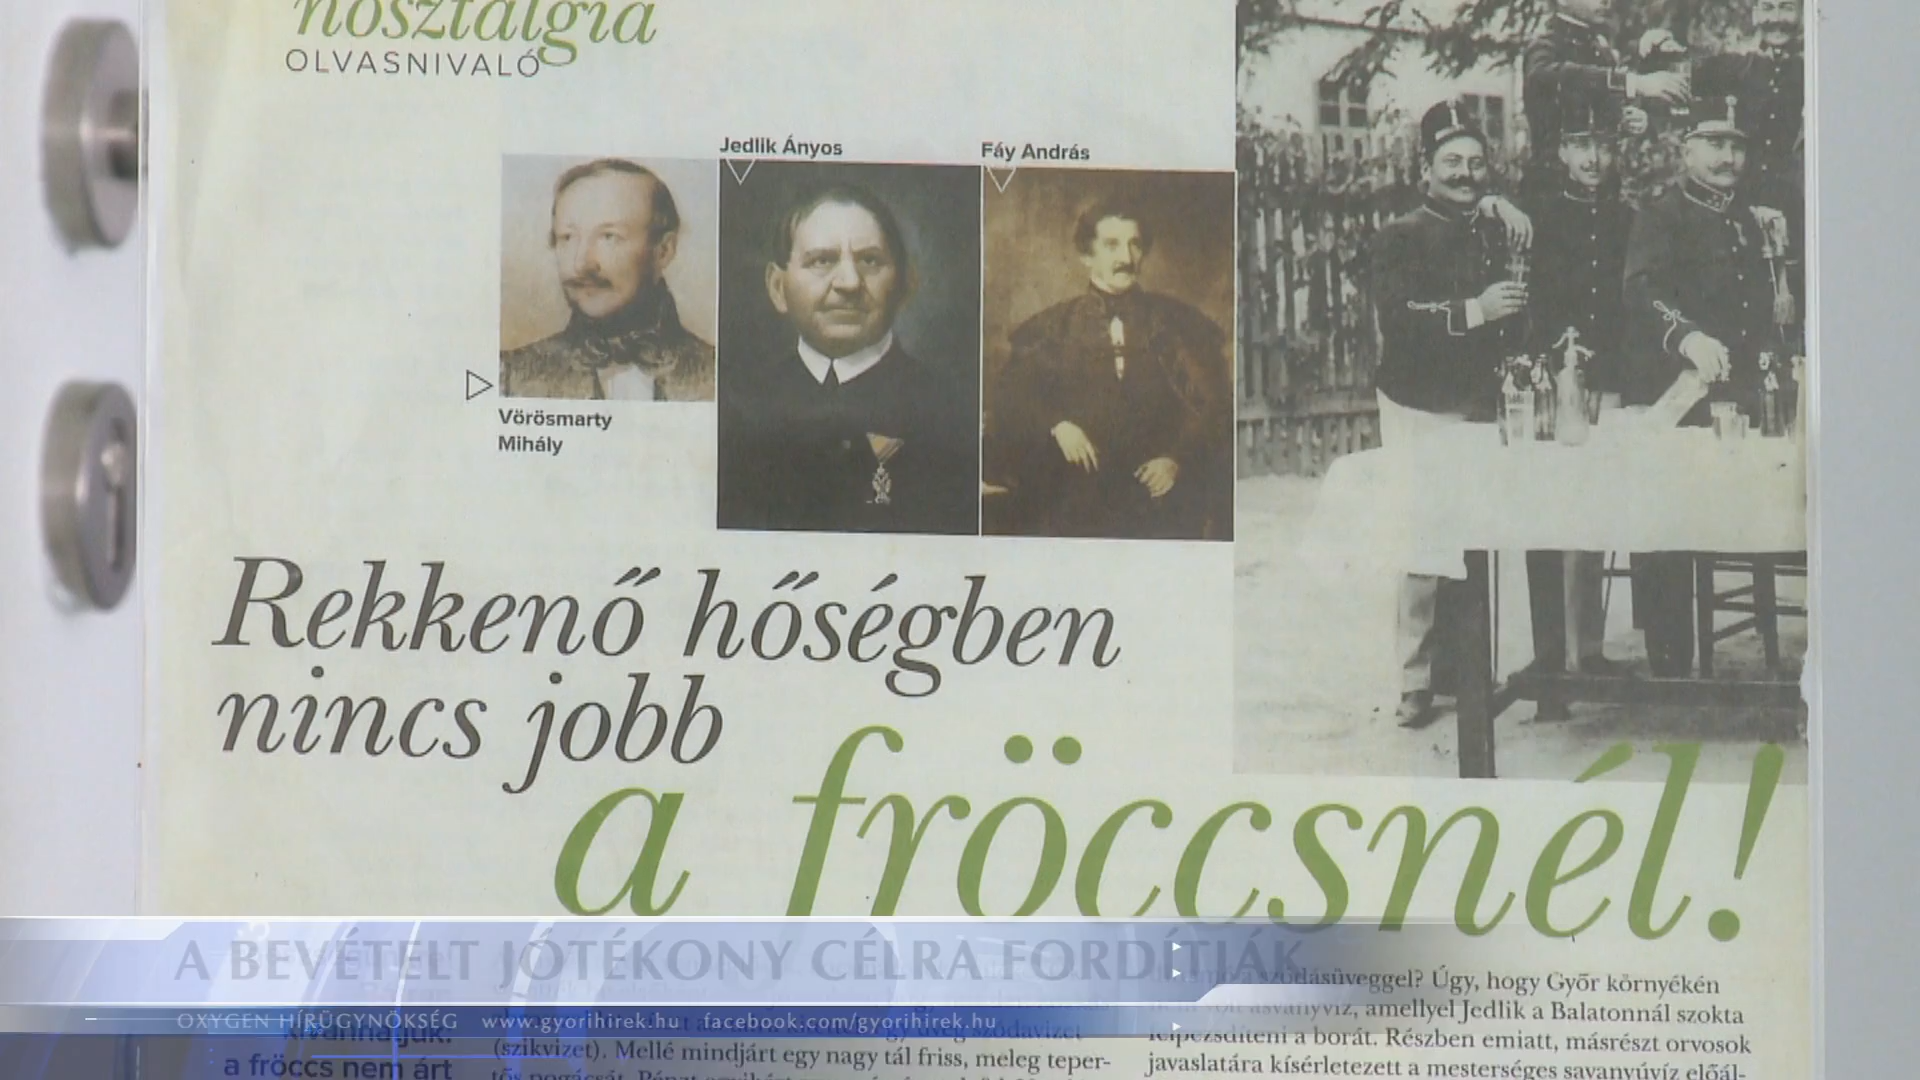 nosztalgia
OLVASNIVALÓ
Jedlik Ányos
Fáy András
Vörösmarty
Mihály
Rekkenő hőségben
nincs jobb
a fröccsnél!
A BEVÉTELT JÓTÉKONY CÉLRA FORDÍTJÁK
OXYGEN HÍRÜGYNÖKSÉG www.gyorihirek.hu facebook.com/gyorihirek.hu
a fröccs nem árt
(szikvizet). Mellé mindjárt egy nagy tál friss, meleg teper-
szódásüveggel? Úgy, hogy Győr környékén
nem volt ásványvíz, amellyel Jedlik a Balatonnál szokta
felpezsdíteni a borát. Részben emiatt, másrészt orvosok
javaslatára kísérletezett a mesterséges savanyúvíz előál-